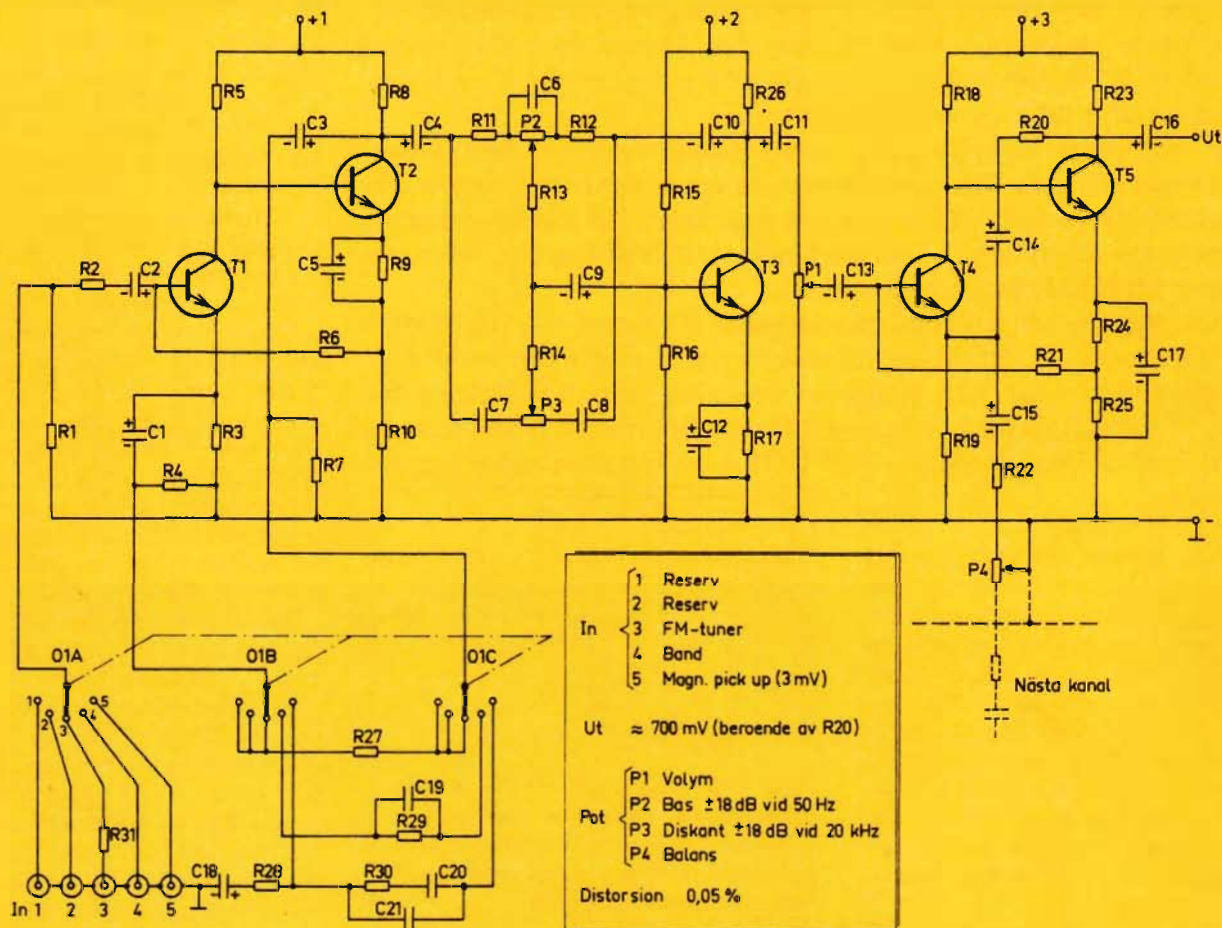 +1
+2
+3
R5
R8
C3
C4
R11
C6
P2
R12
C10
R26
C11
R18
R20
R23
C16
Ut
T2
T5
R13
R15
C14
R2
C2
T1
C5
R9
C9
T3
P1
C13
T4
R6
R14
R16
R24
R21
C17
C7
P3
C8
C15
R25
R1
C1
R3
R10
C12
R17
R19
R4
R7
R22
P4
O1A
O1B
O1C
Nästa kanal
1
2
3
4
5
R27
C19
R29
R31
C18
R28
R30
C20
C21
In 1 2 3 4 5
In
1 Reserv
2 Reserv
3 FM-tuner
4 Band
5 Magn. pick up (3 mV)
Ut ≈ 700 mV (beroende av R20)
Pot
P1 Volym
P2 Bas ±18 dB vid 50 Hz
P3 Diskant ±18 dB vid 20 kHz
P4 Balans
Distorsion 0,05 %